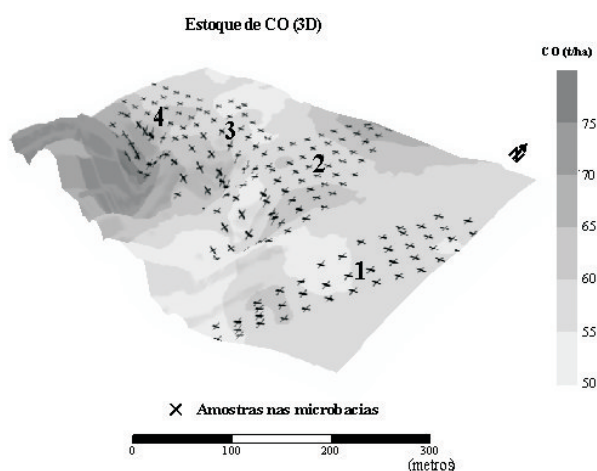 Estoque de CO (3D)
CO (t/ha)
4
3
2
1
N
75
70
65
60
55
50
Amostras nas microbacias
0 100 200 300
(metros)